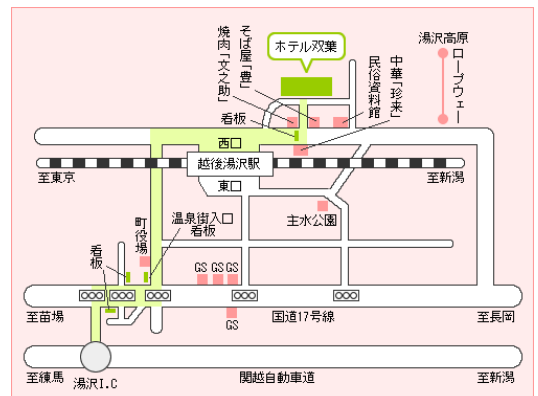 ホテル双葉
湯沢高原
ロープウェー
焼肉「文之助」
そば屋「豊」
中華「珍来」
民俗資料館
看板
西口
越後湯沢駅
東口
至東京
至新潟
主水公園
町役場
温泉街入口
看板
看板
GS GS GS
GS
至苗場
国道17号線
至長岡
至練馬
湯沢I.C
関越自動車道
至新潟